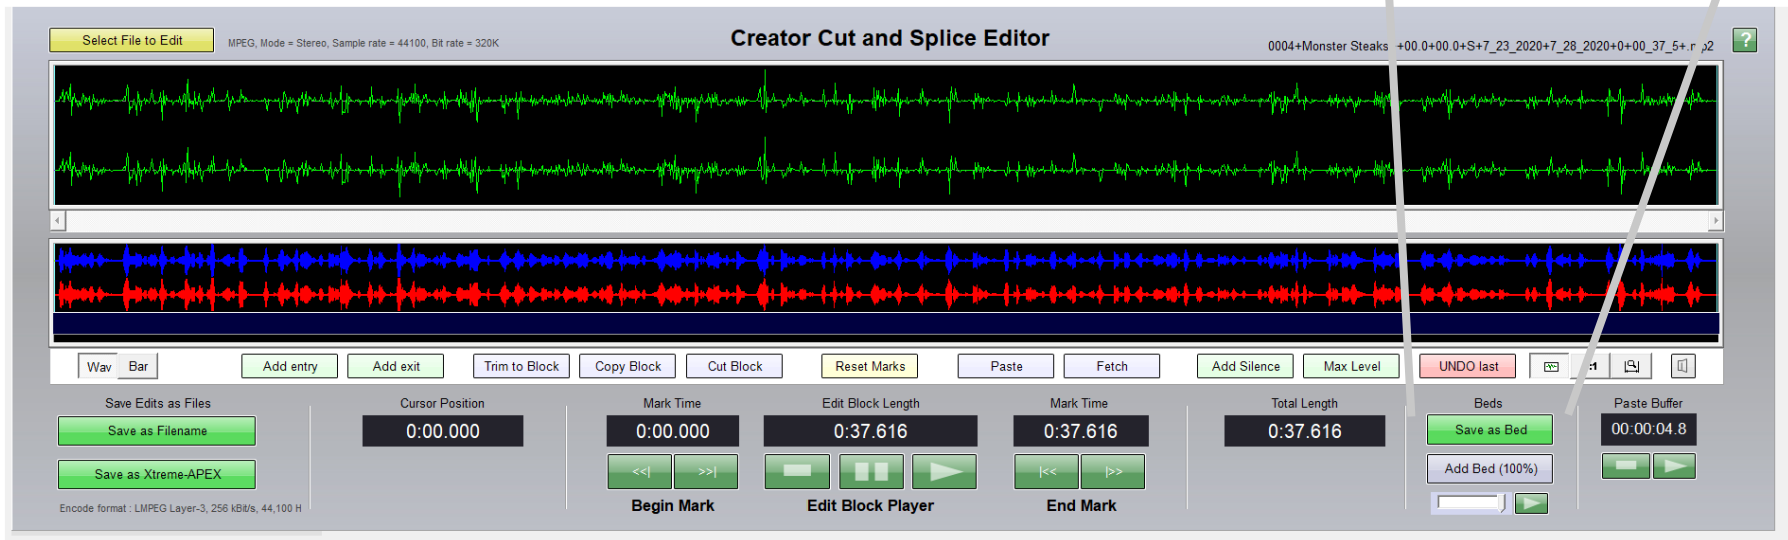 Select File to Edit
MPEG, Mode = Stereo, Sample rate = 44100, Bit rate = 320K
Creator Cut and Splice Editor
0004+Monster Steaks +00.0+00.0+S+7_23_2020+7_28_2020+0+00_37_5+. p2
?
Wav
Bar
Add entry
Add exit
Trim to Block
Copy Block
Cut Block
Reset Marks
Paste
Fetch
Add Silence
Max Level
UNDO last
:1
Save Edits as Files
Cursor Position
Mark Time
Edit Block Length
Mark Time
Total Length
Beds
Paste Buffer
Save as Filename
0:00.000
0:00.000
0:37.616
0:37.616
0:37.616
Save as Bed
00:00:04.8
Save as Xtreme-APEX
<<|
>>|
|<<
|>>
Add Bed (100%)
Encode format : LMPEG Layer-3, 256 kBit/s, 44,100 H
Begin Mark
Edit Block Player
End Mark